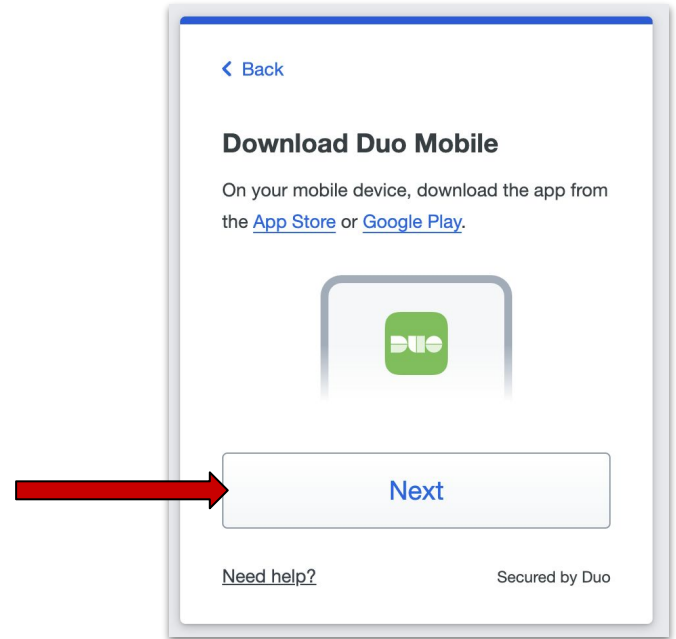 Back
Download Duo Mobile
On your mobile device, download the app from
the App Store or Google Play.
DUO
Next
Need help?
Secured by Duo